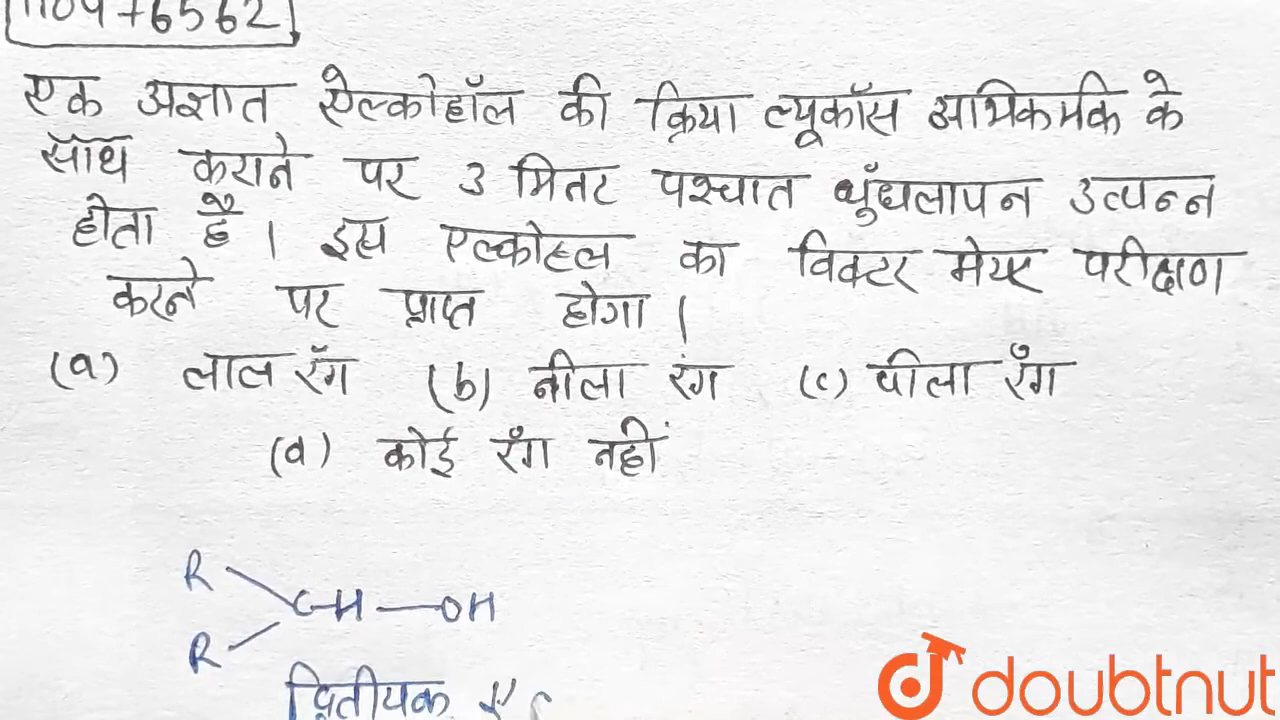 एक अज्ञात ऐल्कोहॉल की क्रिया ल्यूकॉस अभिकर्मक के
साथ कराने पर 3 मिनट पश्चात धुँधलापन उत्पन्न
होता है । इस एल्कोहल का विक्टर मेयर परीक्षण
करने पर प्राप्त होगा ।
(a) लाल रँग (b) नीला रंग (c) पीला रँग
(d) कोई रँग नहीं
R
CH — OH
R
द्वितीयक
doubtnut